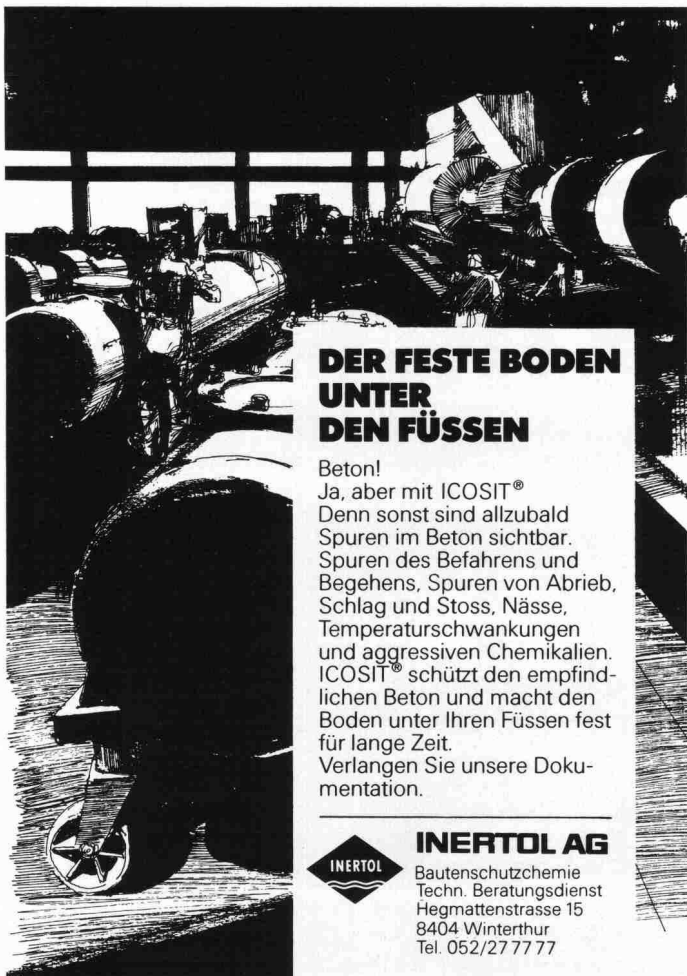 DER FESTE BODEN
UNTER
DEN FÜSSEN
Beton!
Ja, aber mit ICOSIT®
Denn sonst sind allzubald
Spuren im Beton sichtbar.
Spuren des Befahrens und
Begehens, Spuren von Abrieb,
Schlag und Stoss, Nässe,
Temperaturschwankungen
und aggressiven Chemikalien.
ICOSIT® schützt den empfind-
lichen Beton und macht den
Boden unter Ihren Füssen fest
für lange Zeit.
Verlangen Sie unsere Doku-
mentation.
INERTOL
INERTOL AG
Bautenschutzchemie
Techn. Beratungsdienst
Hegmattenstrasse 15
8404 Winterthur
Tel. 052/27 77 77